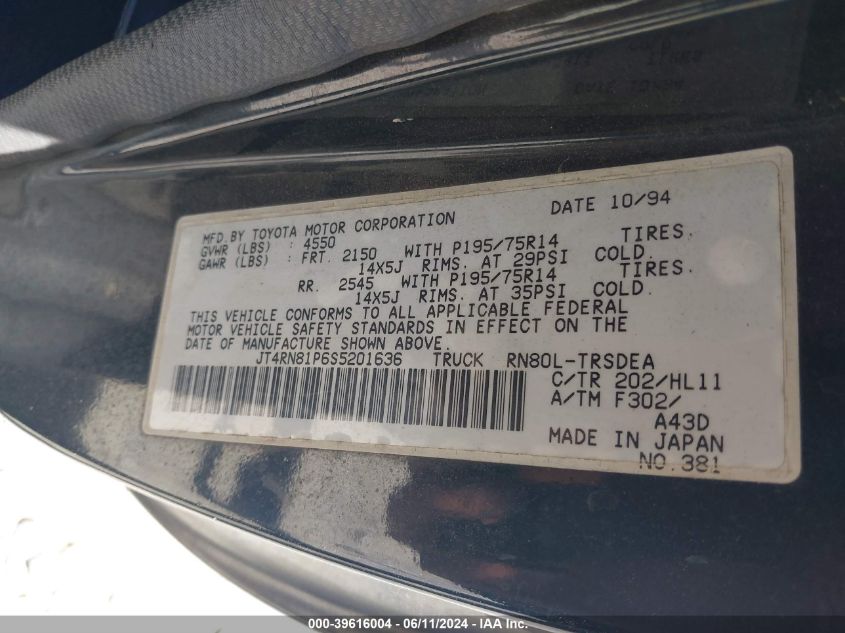 MFD.BY TOYOTA MOTOR CORPORATION DATE 10/94
GVWR (LBS) : 4550
GAWR (LBS) : FRT. 2150 WITH P195/75R14 TIRES.
14X5J RIMS. AT 29PSI COLD.
RR. 2545 WITH P195/75R14 TIRES.
14X5J RIMS. AT 35PSI COLD.
THIS VEHICLE CONFORMS TO ALL APPLICABLE FEDERAL
MOTOR VEHICLE SAFETY STANDARDS IN EFFECT ON THE
DATE OF MANUFACTURE SHOWN ABOVE.
JT4RN81P6S5201636 TRUCK RN80L-TRSDEA
C/TR 202/HL11
A/TM F302/
A43D
MADE IN JAPAN
NO.381
000-39616004 - 06/11/2024 - IAA Inc.